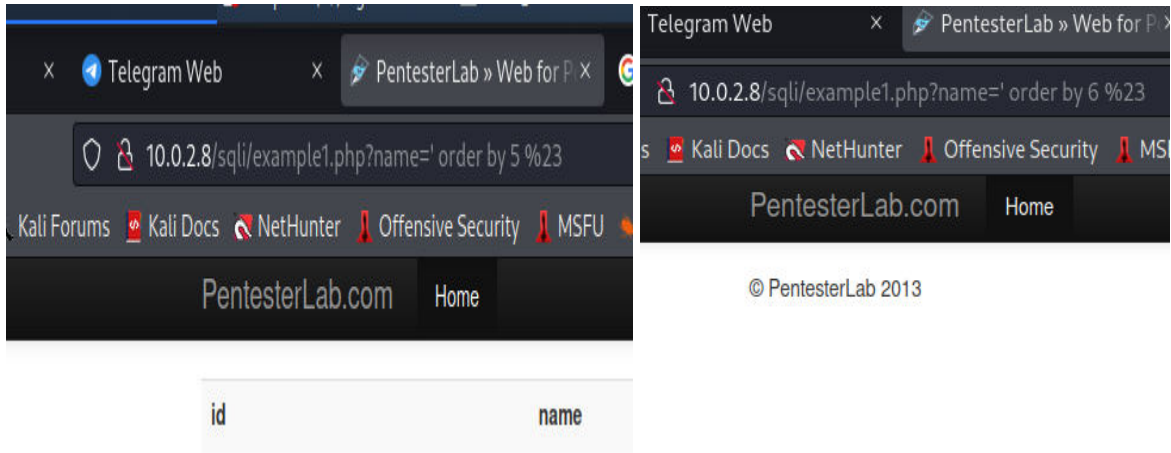 Telegram Web × PentesterLab » Web for P ×
10.0.2.8/sqli/example1.php?name=' order by 5 %23
Kali Forums Kali Docs NetHunter Offensive Security MSFU
PentesterLab.com Home
id name
Telegram Web × PentesterLab » Web for P ×
10.0.2.8/sqli/example1.php?name=' order by 6 %23
s Kali Docs NetHunter Offensive Security MSF
PentesterLab.com Home
© PentesterLab 2013